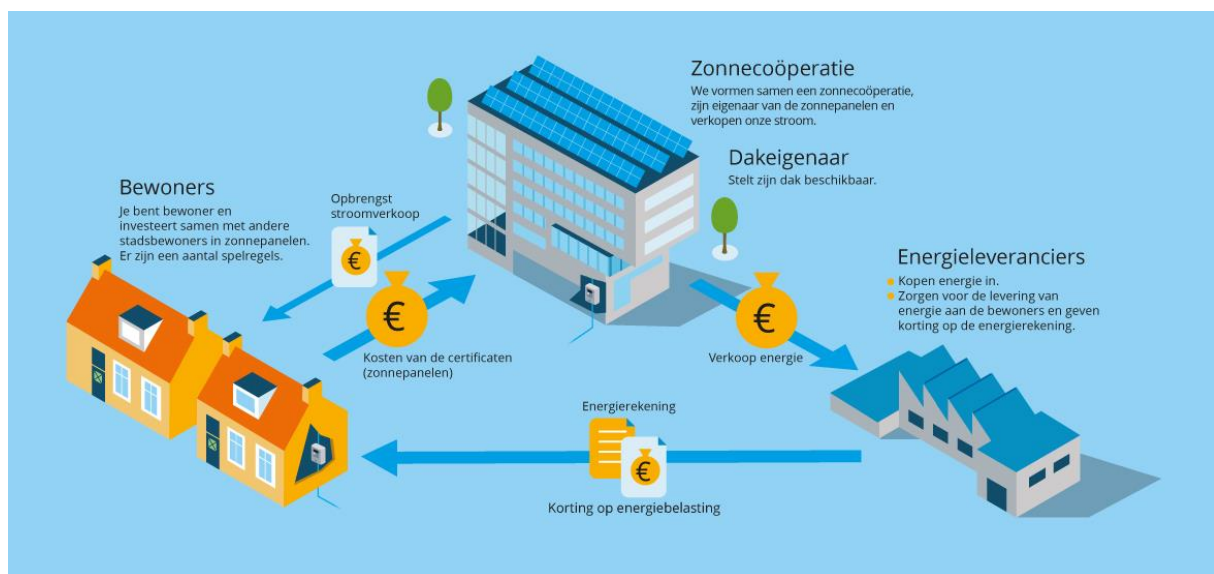 Zonnecoöperatie
We vormen samen een zonnecoöperatie,
zijn eigenaar van de zonnepanelen en
verkopen onze stroom.
Dakeigenaar
Stelt zijn dak beschikbaar.
Bewoners
Je bent bewoner en
investeert samen met andere
stadsbewoners in zonnepanelen.
Er zijn een aantal spelregels.
Opbrengst
stroomverkoop
€
€
Kosten van de certificaten
(zonnepanelen)
€
Verkoop energie
Energieleveranciers
Kopen energie in.
Zorgen voor de levering van
energie aan de bewoners en geven
korting op de energierekening.
Energierekening
€
Korting op energiebelasting